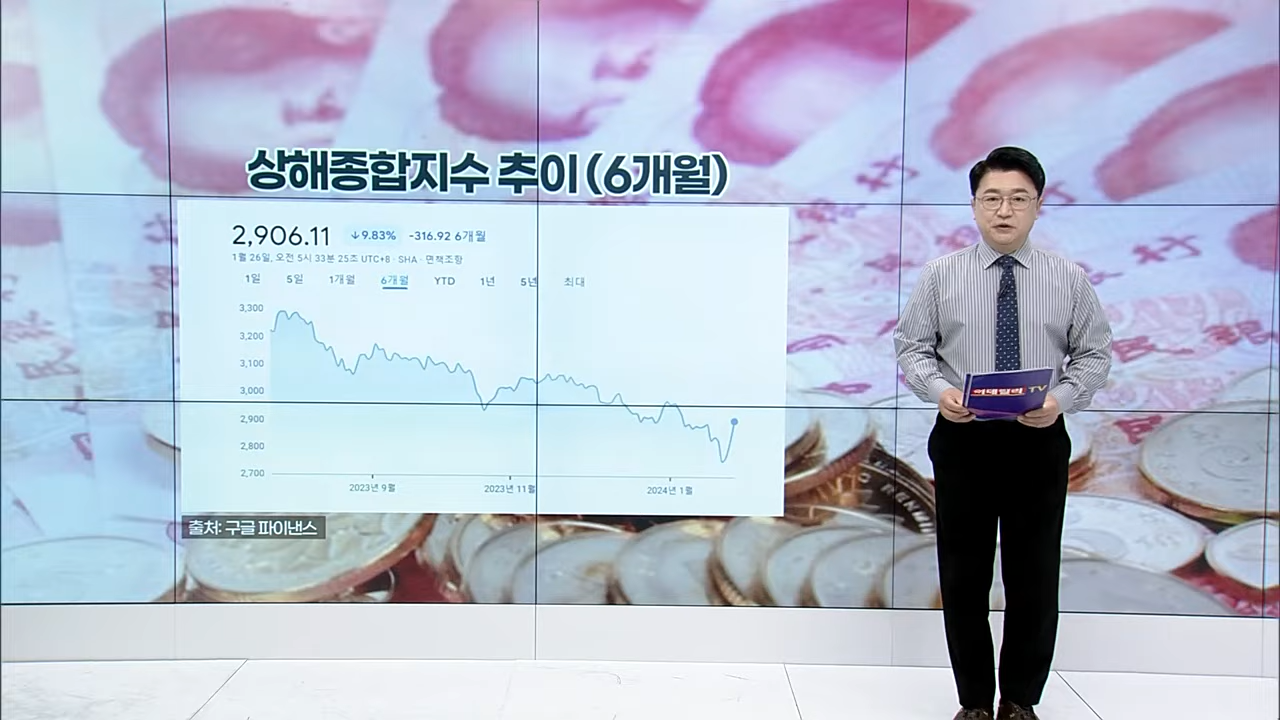 상해종합지수 추이 (6개월)
2,906.11 ↓9.83% -316.92 6개월
1월 26일, 오전 5시 33분 25초 UTC+8 · SHA · 면책조항
1일 5일 1개월 6개월 YTD 1년 5년 최대
3,300
3,200
3,100
3,000
2,900
2,800
2,700
2023년 9월 2023년 11월 2024년 1월
출처: 구글 파이낸스
이데일리 TV